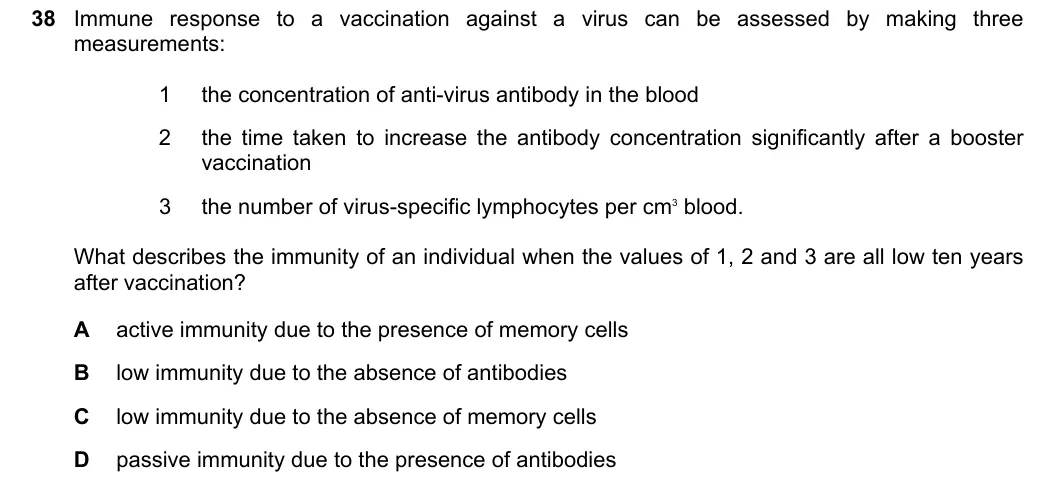 38 Immune response to a vaccination against a virus can be assessed by making three
measurements:
1 the concentration of anti-virus antibody in the blood
2 the time taken to increase the antibody concentration significantly after a booster
vaccination
3 the number of virus-specific lymphocytes per cm³ blood.
What describes the immunity of an individual when the values of 1, 2 and 3 are all low ten years
after vaccination?
A active immunity due to the presence of memory cells
B low immunity due to the absence of antibodies
C low immunity due to the absence of memory cells
D passive immunity due to the presence of antibodies